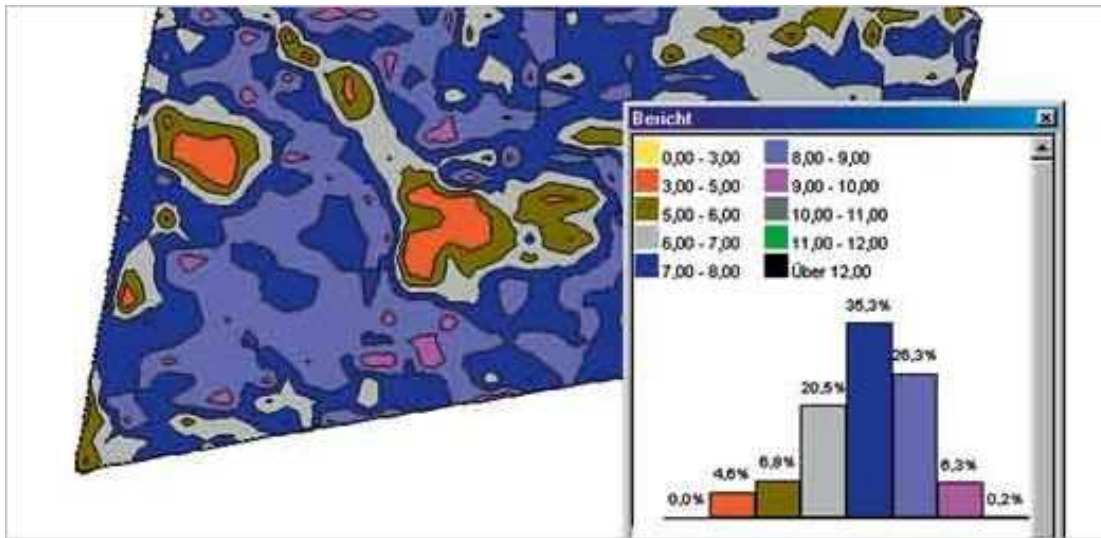 Bericht
0,00 - 3,00 8,00 - 9,00
3,00 - 5,00 9,00 - 10,00
5,00 - 6,00 10,00 - 11,00
6,00 - 7,00 11,00 - 12,00
7,00 - 8,00 Über 12,00
35,3%
26,3%
20,5%
4,6% 6,8% 6,3%
0,0% 0,2%